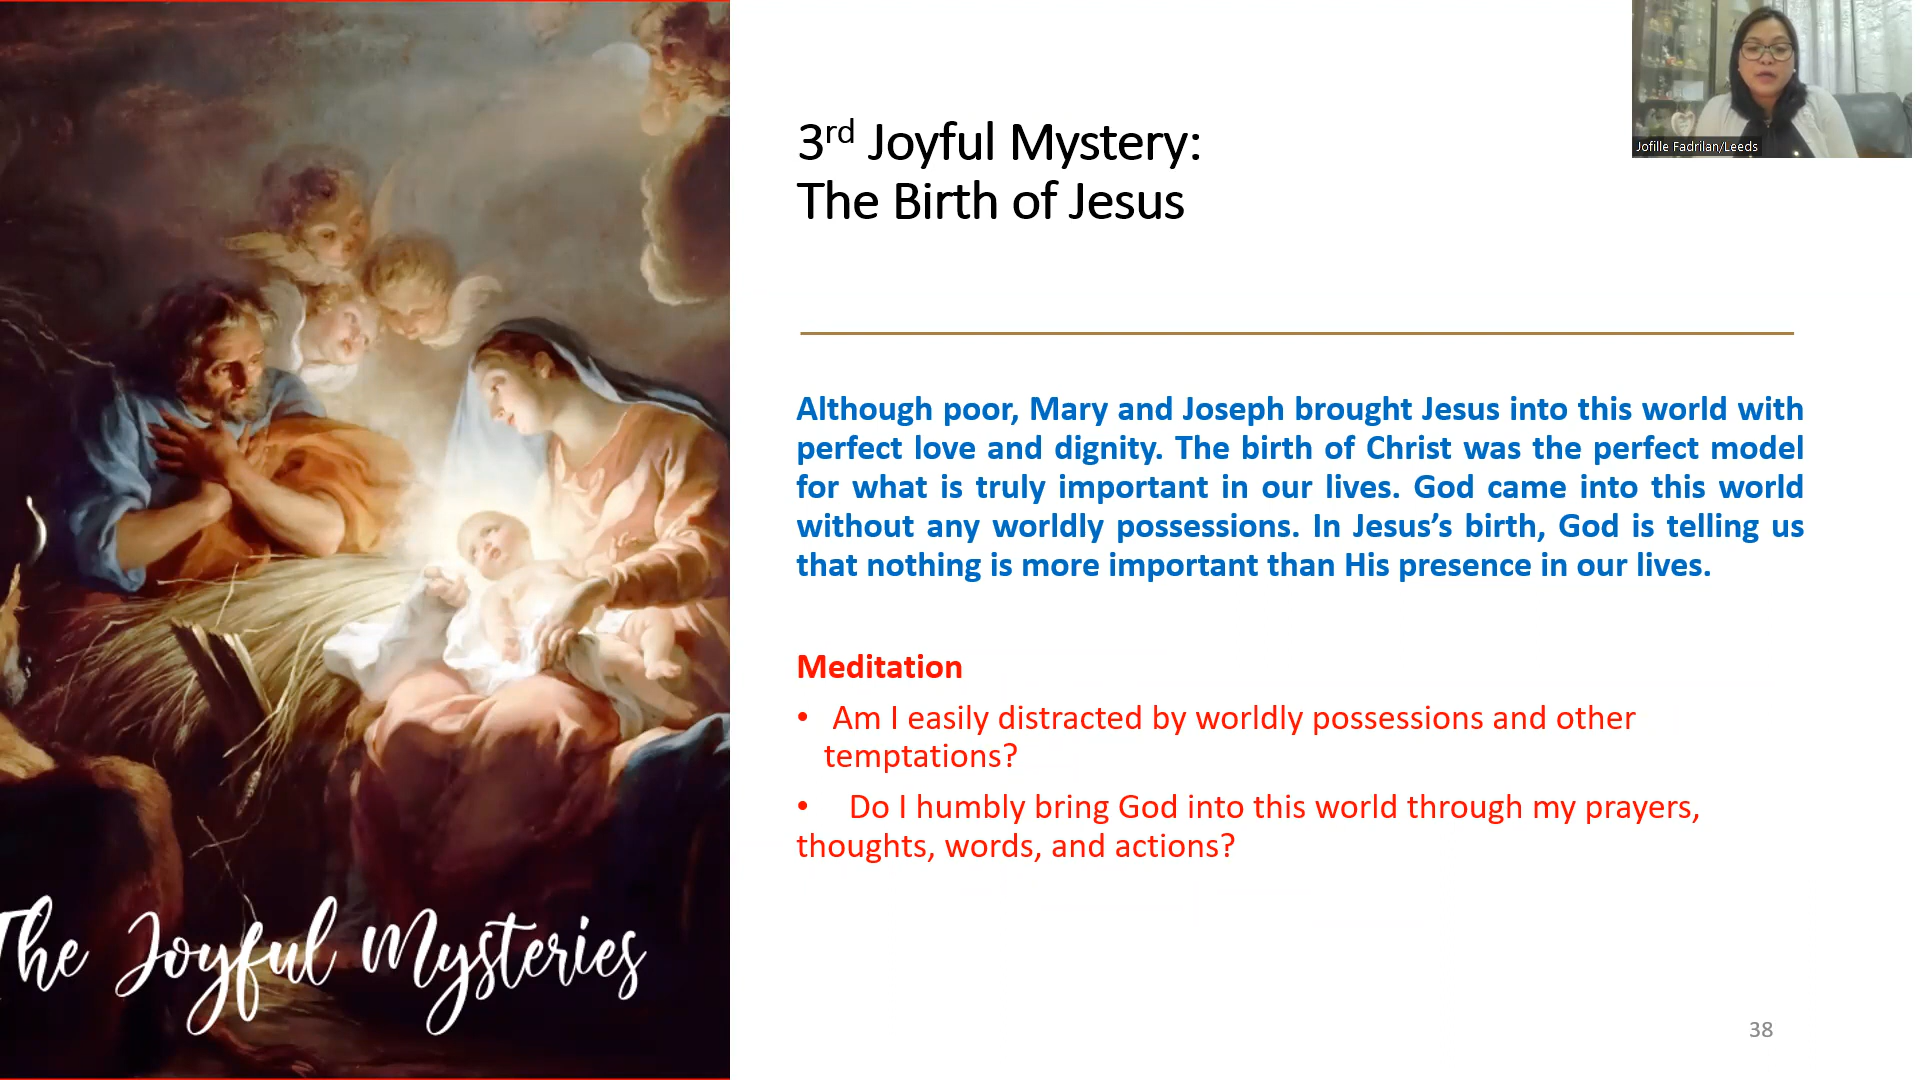 3rd Joyful Mystery:
The Birth of Jesus
Jofille Fadrilan/Leeds
Although poor, Mary and Joseph brought Jesus into this world with
perfect love and dignity. The birth of Christ was the perfect model
for what is truly important in our lives. God came into this world
without any worldly possessions. In Jesus’s birth, God is telling us
that nothing is more important than His presence in our lives.
Meditation
• Am I easily distracted by worldly possessions and other
temptations?
• Do I humbly bring God into this world through my prayers,
thoughts, words, and actions?
The Joyful Mysteries
38